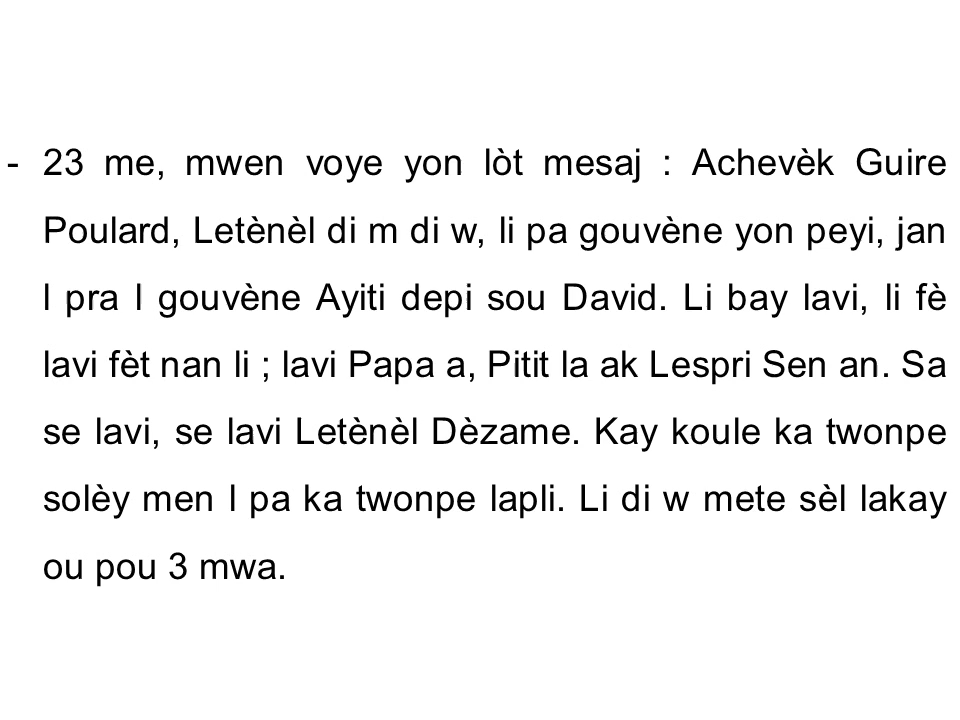 - 23 me, mwen voye yon lòt mesaj : Achevèk Guire
Poulard, Letènèl di m di w, li pa gouvène yon peyi, jan
l pra l gouvène Ayiti depi sou David. Li bay lavi, li fè
lavi fèt nan li ; lavi Papa a, Pitit la ak Lespri Sen an. Sa
se lavi, se lavi Letènèl Dèzame. Kay koule ka twonpe
solèy men l pa ka twonpe lapli. Li di w mete sèl lakay
ou pou 3 mwa.